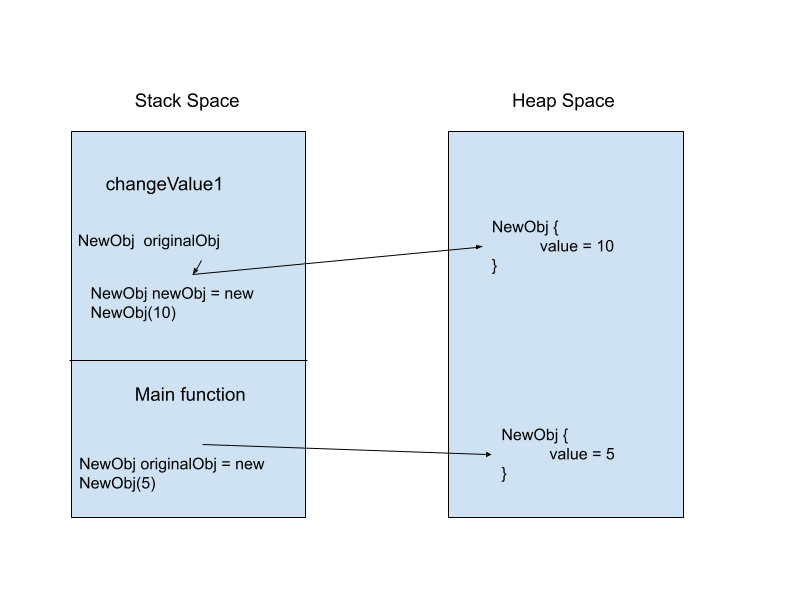 Stack Space
Heap Space
changeValue1
NewObj originalObj
NewObj newObj = new
NewObj(10)
NewObj {
value = 10
}
Main function
NewObj originalObj = new
NewObj(5)
NewObj {
value = 5
}